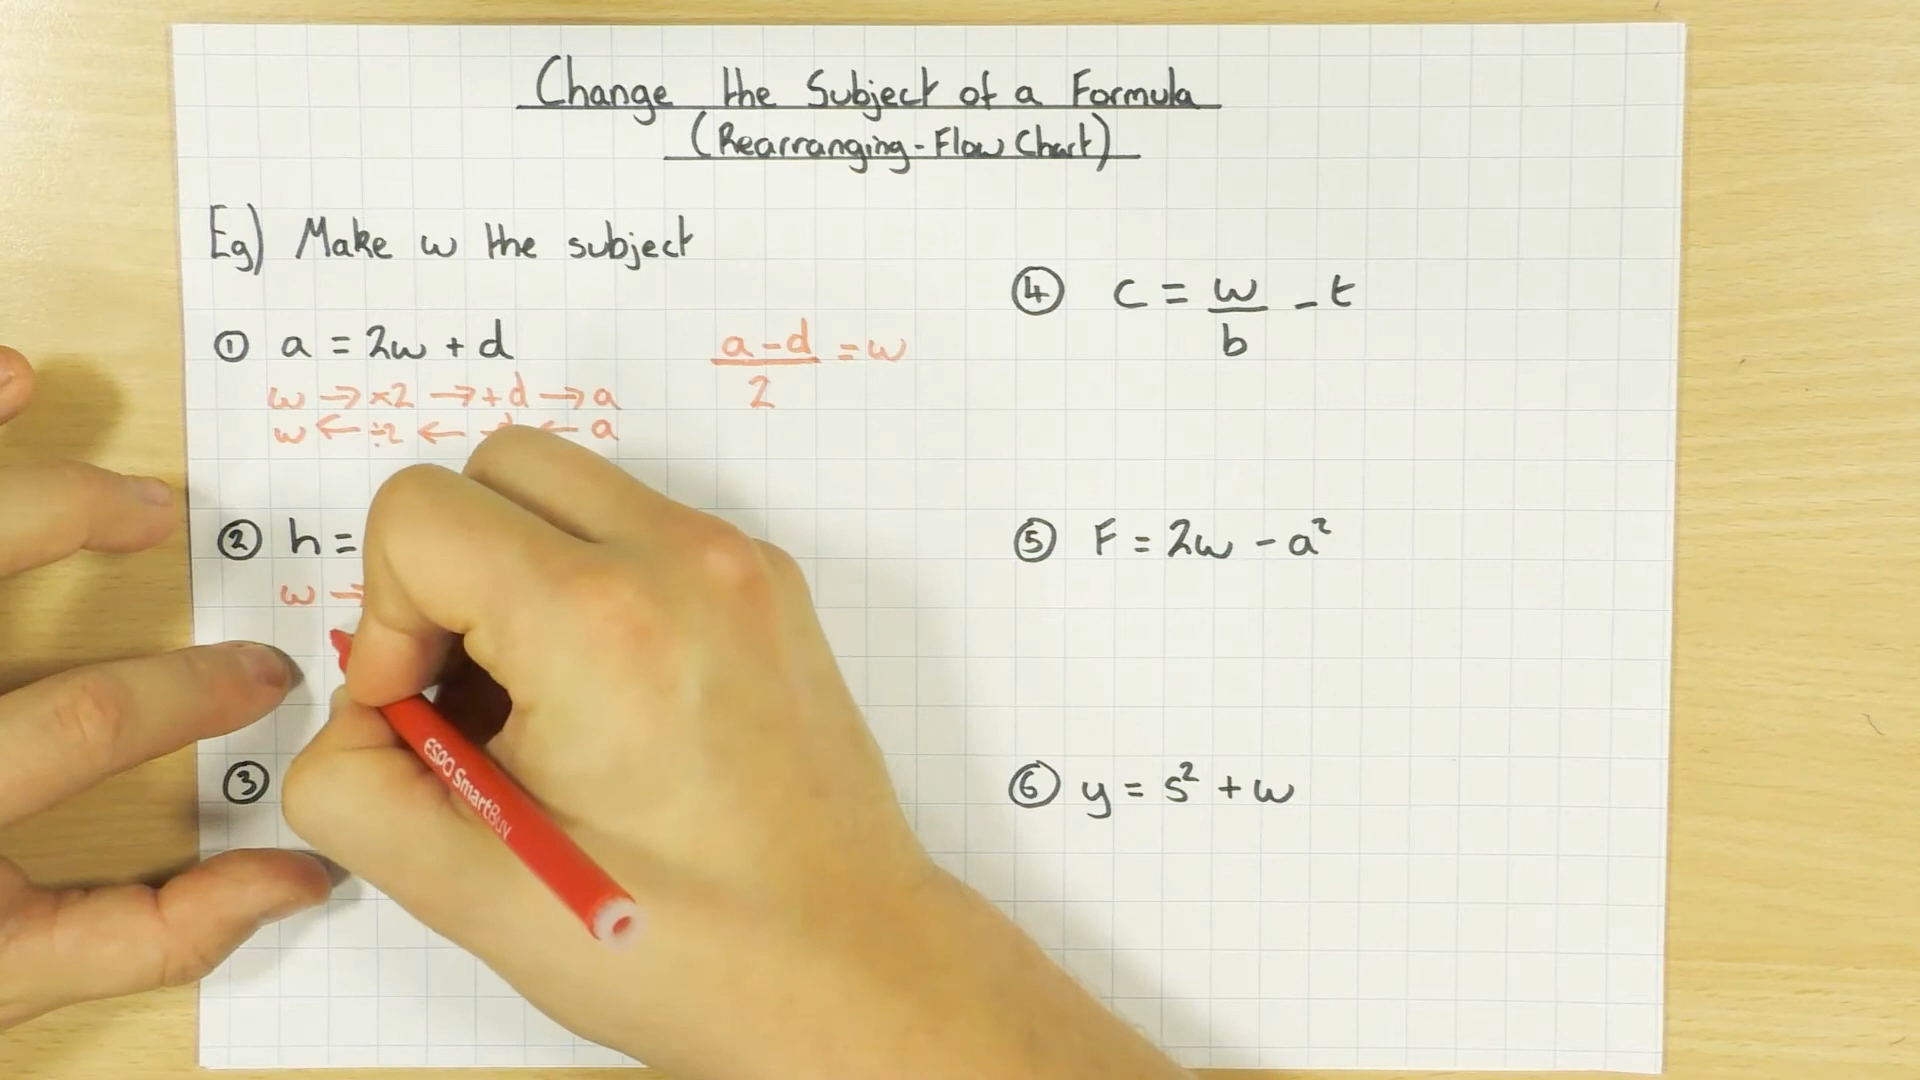 Change the Subject of a Formula
(Rearranging - Flow Chart)
Eg) Make w the subject
① a = 2w + d
w → ×2 → +d → a
w ← ÷2 ← ← a
a - d / 2 = w
② h =
w →
③
④ c = w / b - t
⑤ F = 2w - a²
⑥ y = s² + w
ESPO SmartBuy